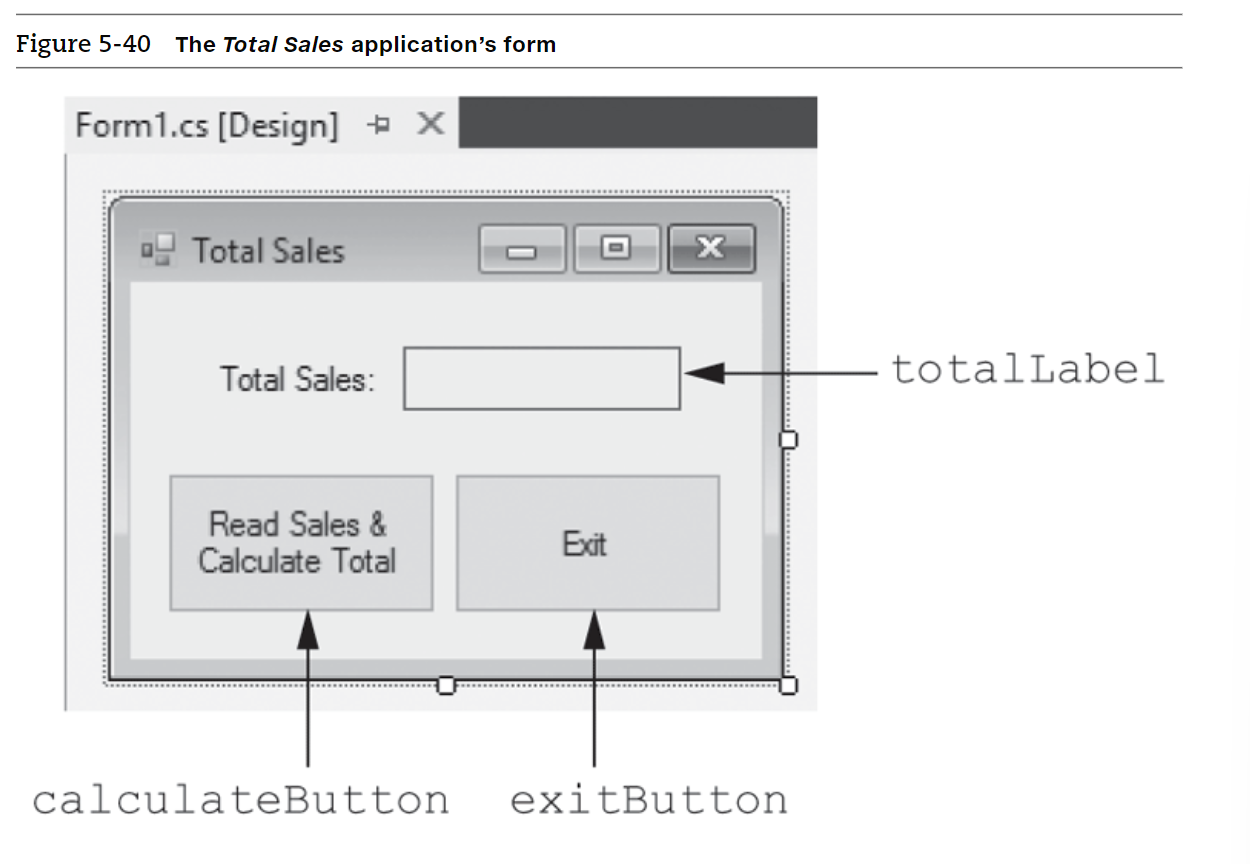 Figure 5-40 The Total Sales application’s form
Form1.cs [Design]
Total Sales
Total Sales:
totalLabel
Read Sales &
Calculate Total
Exit
calculateButton
exitButton